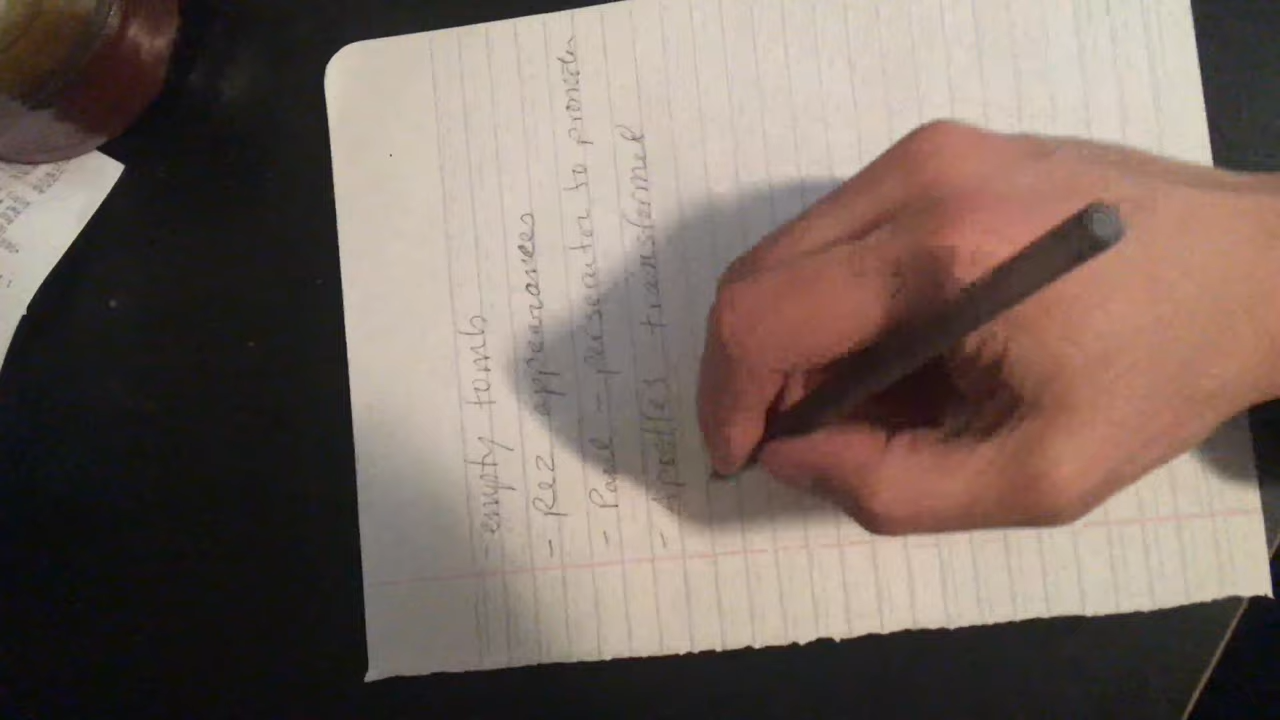 - empty tomb
- Rez appearances
- Paul - persecutor to
- Apostles transformed